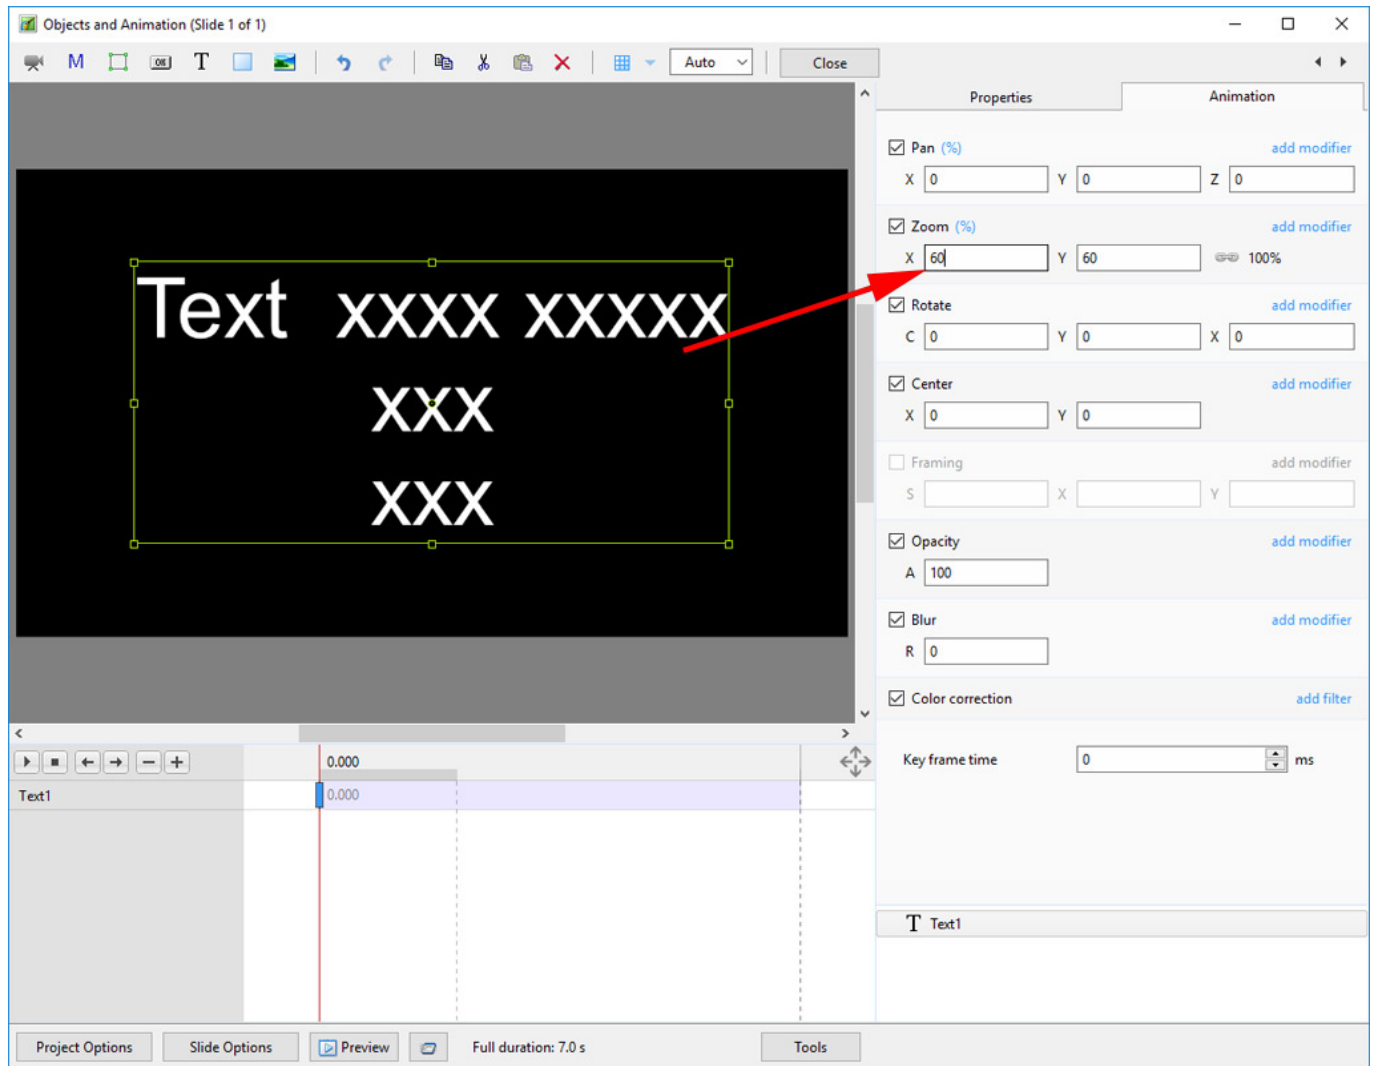 Objects and Animation (Slide 1 of 1)
M OK T Auto Close
Properties Animation
Pan (%) add modifier
X 0 Y 0 Z 0
Zoom (%) add modifier
X 60 Y 60 100%
Rotate add modifier
C 0 Y 0 X 0
Center add modifier
X 0 Y 0
Framing add modifier
S X Y
Opacity add modifier
A 100
Blur add modifier
R 0
Color correction add filter
Key frame time 0 ms
Text xxxx xxxxx
xxx
xxx
0.000
Text1 0.000
T Text1
Project Options Slide Options Preview Full duration: 7.0 s Tools